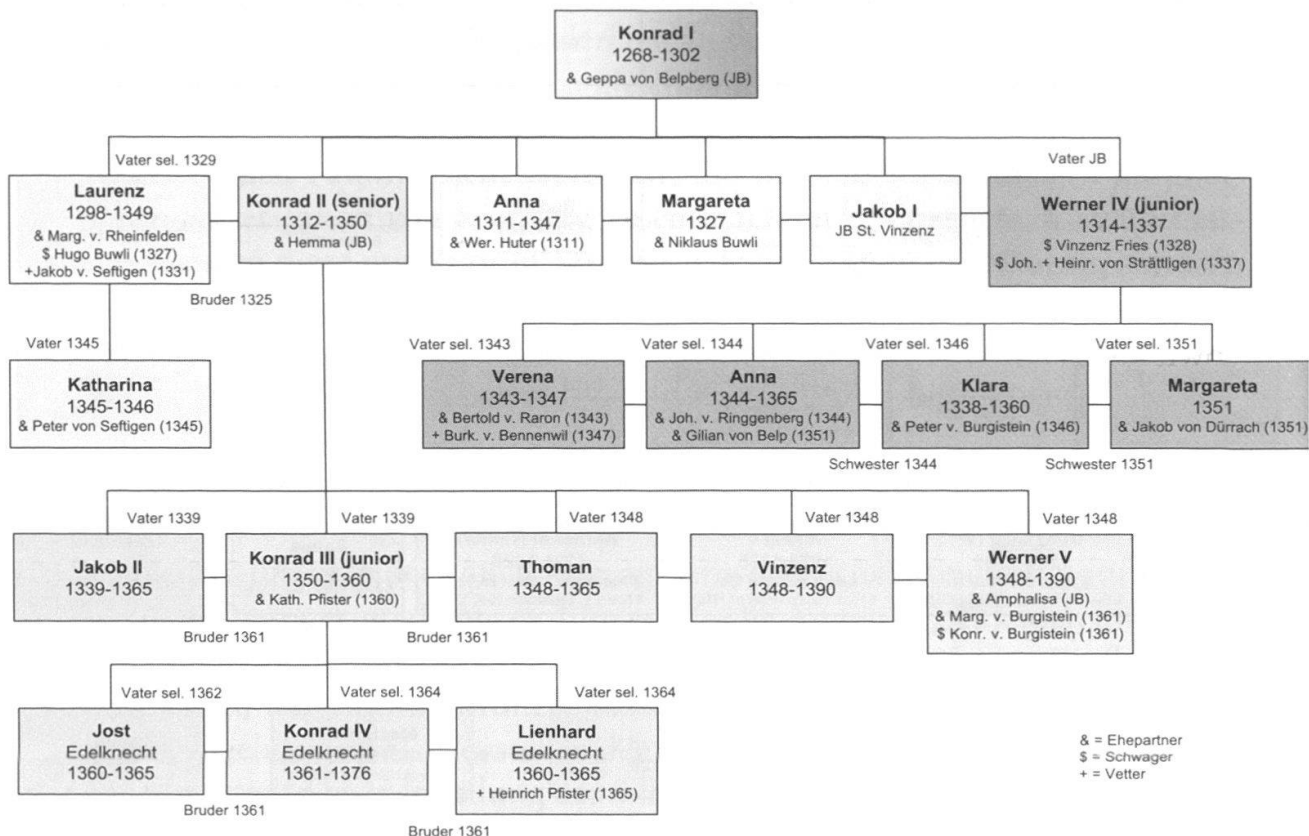 Konrad I
1268-1302
& Geppa von Belpberg (JB)
Vater sel. 1329
Vater JB
Laurenz
1298-1349
& Marg. v. Rheinfelden
$ Hugo Buwli (1327)
+Jakob v. Seftigen (1331)
Konrad II (senior)
1312-1350
& Hemma (JB)
Anna
1311-1347
& Wer. Huter (1311)
Margareta
1327
& Niklaus Buwli
Jakob I
JB St. Vinzenz
Werner IV (junior)
1314-1337
$ Vinzenz Fries (1328)
$ Joh. + Heinr. von Strättligen (1337)
Bruder 1325
Vater 1345
Vater sel. 1343
Vater sel. 1344
Vater sel. 1346
Vater sel. 1351
Katharina
1345-1346
& Peter von Seftigen (1345)
Verena
1343-1347
& Bertold v. Raron (1343)
+ Burk. v. Bennenwil (1347)
Anna
1344-1365
& Joh. v. Ringgenberg (1344)
& Gilian von Belp (1351)
Klara
1338-1360
& Peter v. Burgistein (1346)
Margareta
1351
& Jakob von Dürrach (1351)
Schwester 1344
Schwester 1351
Vater 1339
Vater 1339
Vater 1348
Vater 1348
Vater 1348
Jakob II
1339-1365
Konrad III (junior)
1350-1360
& Kath. Pfister (1360)
Thoman
1348-1365
Vinzenz
1348-1390
Werner V
1348-1390
& Amphalisa (JB)
& Marg. v. Burgistein (1361)
$ Konr. v. Burgistein (1361)
Bruder 1361
Bruder 1361
Vater sel. 1362
Vater sel. 1364
Vater sel. 1364
Jost
Edelknecht
1360-1365
Konrad IV
Edelknecht
1361-1376
Lienhard
Edelknecht
1360-1365
+ Heinrich Pfister (1365)
Bruder 1361
Bruder 1361
& = Ehepartner
$ = Schwager
+ = Vetter